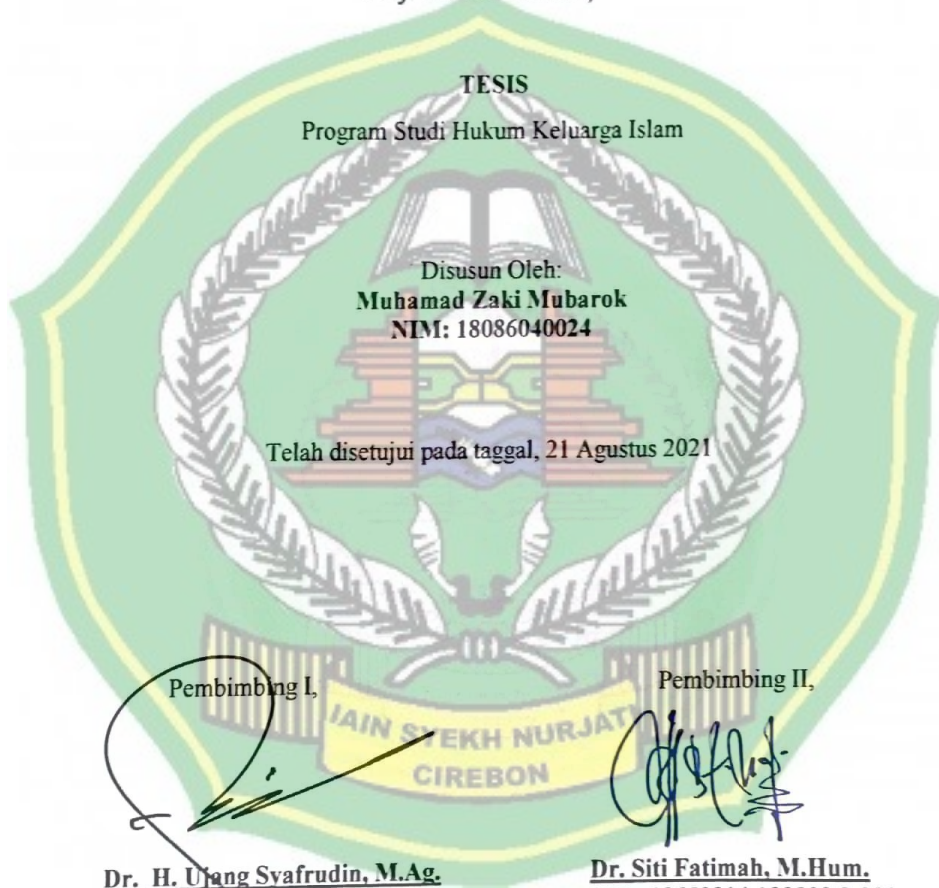 TESIS
Program Studi Hukum Keluarga Islam
Disusun Oleh:
Muhamad Zaki Mubarok
NIM: 18086040024
Telah disetujui pada taggal, 21 Agustus 2021
Pembimbing I, Pembimbing II,
IAIN SYEKH NURJATI
CIREBON
Dr. H. Ujang Syafrudin, M.Ag. Dr. Siti Fatimah, M.Hum.